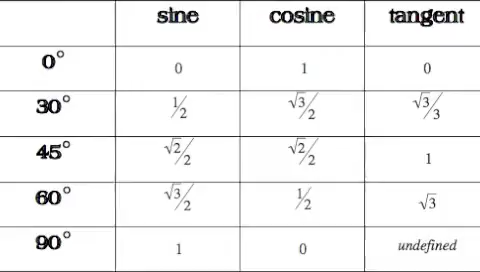 sine cosine tangent
0° 0 1 0
30° 1/2 √3/2 √3/3
45° √2/2 √2/2 1
60° √3/2 1/2 √3
90° 1 0 undefined